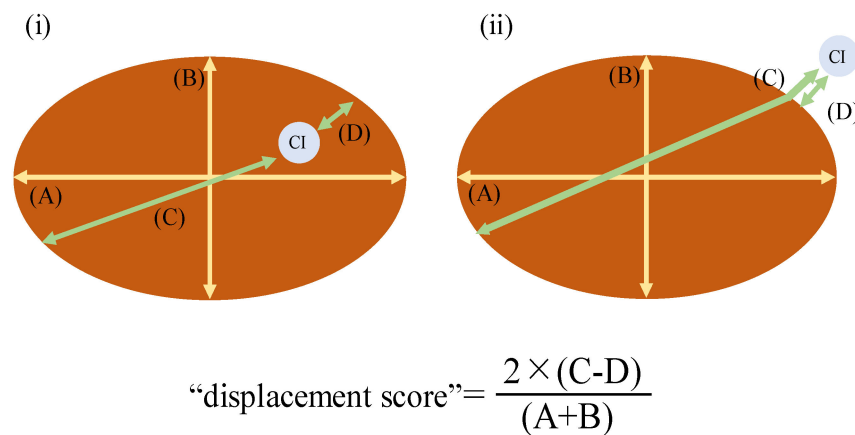 (i)
(B)
CI
(D)
(A)
(C)
(ii)
CI
(B)
(C)
(D)
(A)
“displacement score”= 2×(C-D)
(A+B)